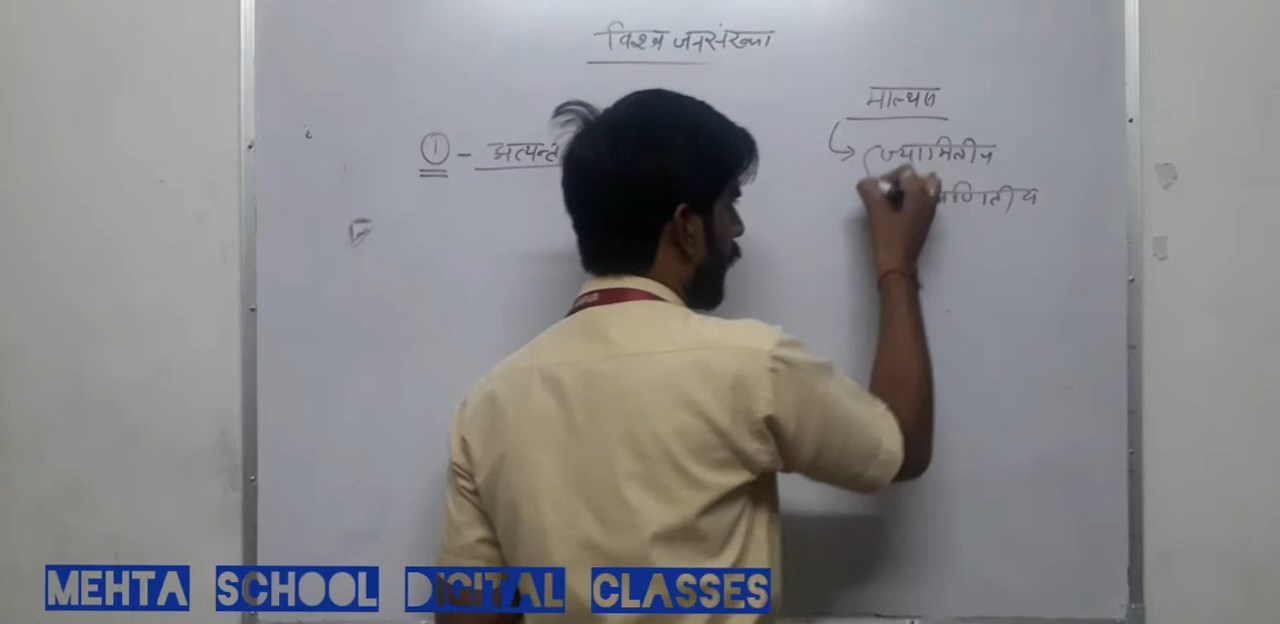 विश्व जनसंख्या
माल्थस
① - अत्यन्त
ज्यामितीय
गणितीय
MEHTA SCHOOL DIGITAL CLASSES